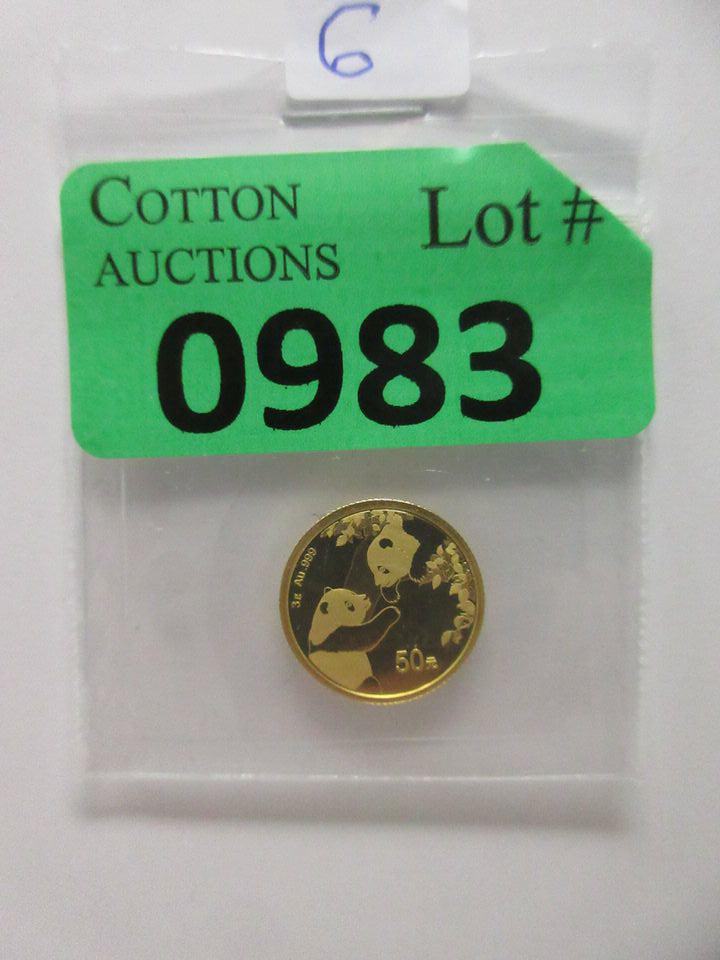 6
COTTON
AUCTIONS
Lot #
0983
3g Au.999
50元